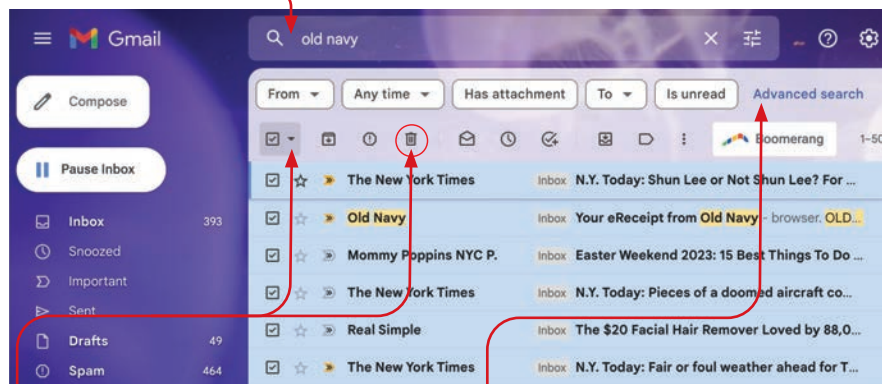 Gmail
old navy
Compose
From Any time Has attachment To Is unread Advanced search
Boomerang 1–50
Pause Inbox
The New York Times Inbox N.Y. Today: Shun Lee or Not Shun Lee? For ...
Inbox 393
Old Navy Inbox Your eReceipt from Old Navy - browser. OLD...
Snoozed
Mommy Poppins NYC P. Inbox Easter Weekend 2023: 15 Best Things To Do ...
Important
The New York Times Inbox N.Y. Today: Pieces of a doomed aircraft co...
Sent
Real Simple Inbox The $20 Facial Hair Remover Loved by 88,0...
Drafts 49
The New York Times Inbox N.Y. Today: Fair or foul weather ahead for T...
Spam 464